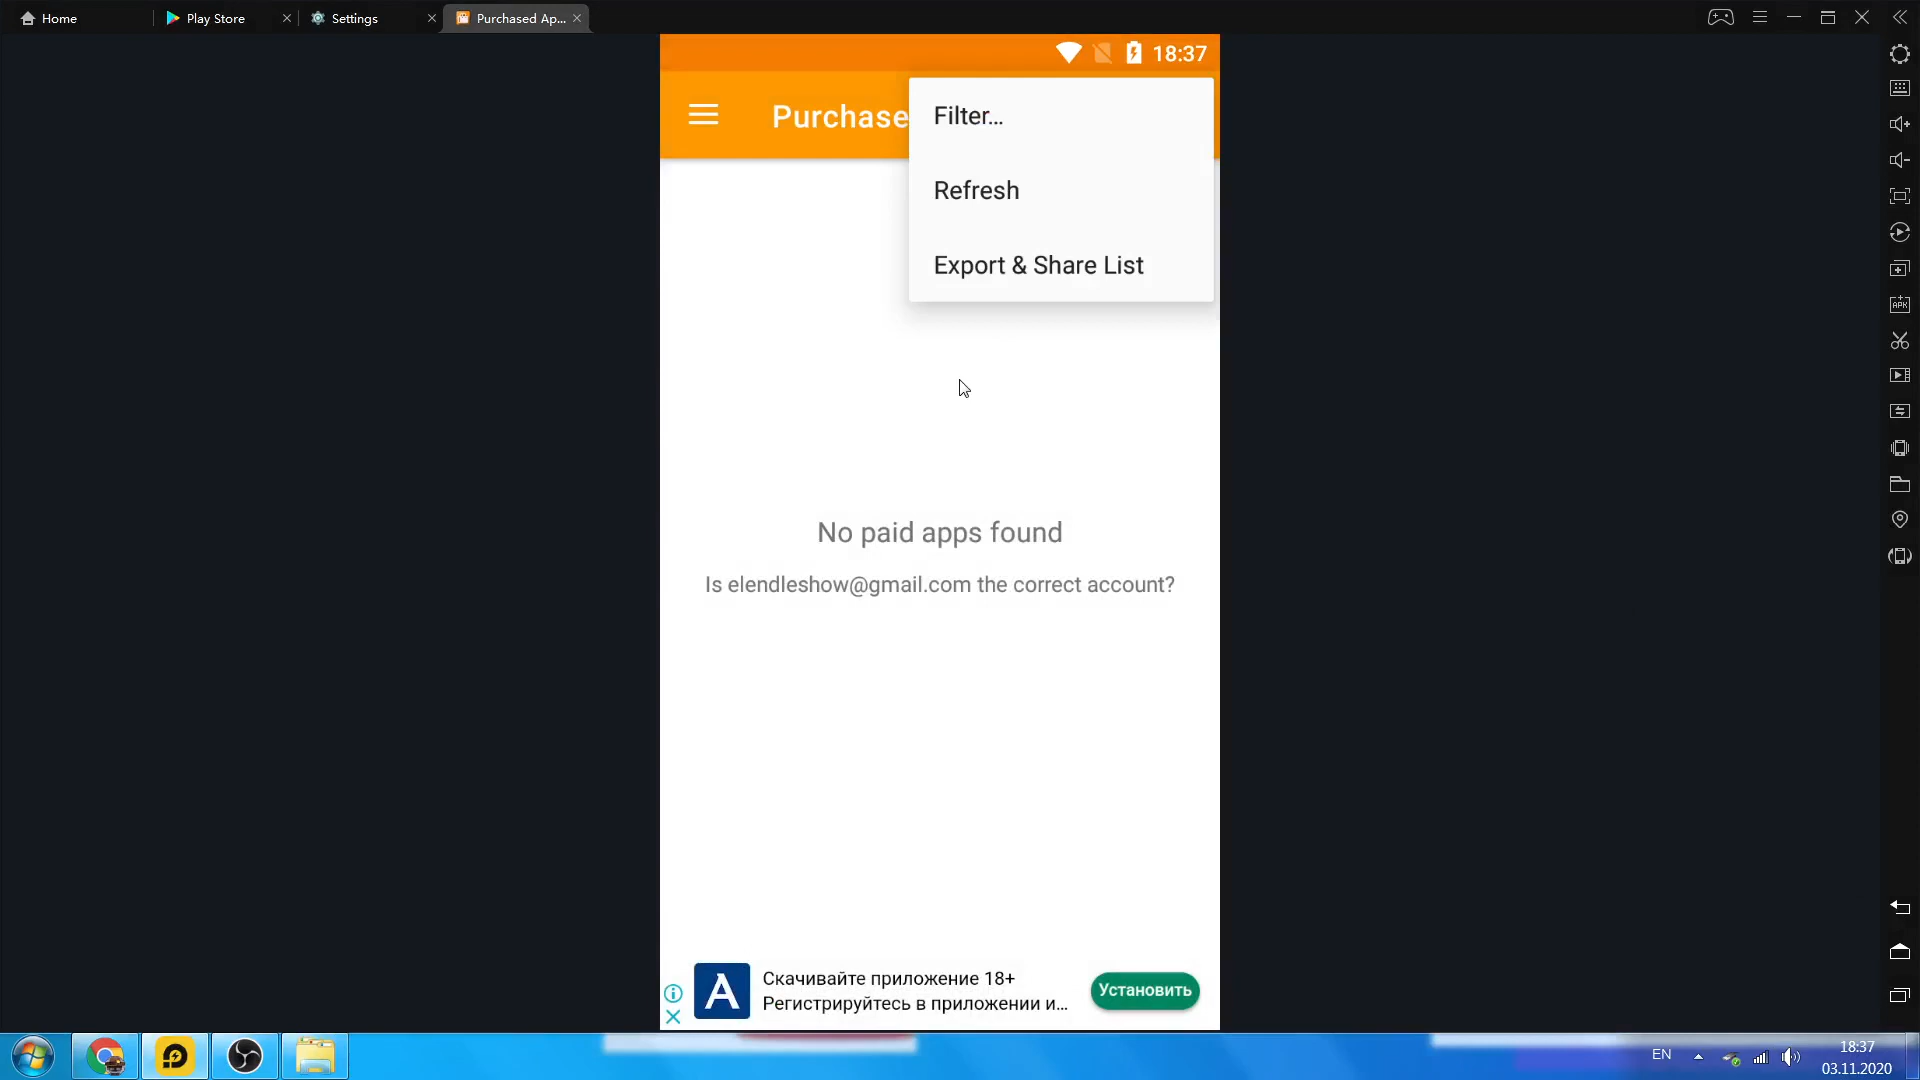 Home
Play Store
Settings
Purchased Ap...
18:37
Purchase
Filter...
Refresh
Export & Share List
No paid apps found
Is elendleshow@gmail.com the correct account?
A
Скачивайте приложение 18+
Регистрируйтесь в приложении и...
Установить
APK
EN
18:37
03.11.2020